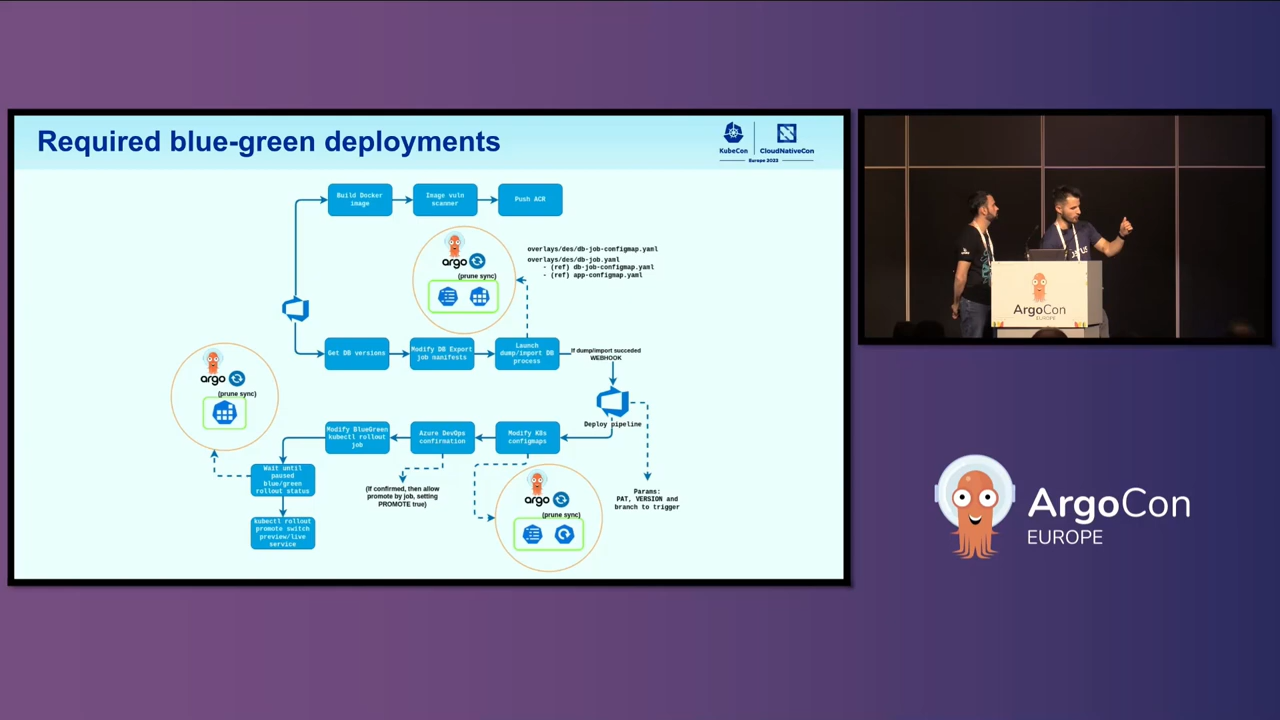 Required blue-green deployments
KubeCon
CloudNativeCon
Europe 2023
Build Docker
image
Image vuln
scanner
Push ACR
argo
(prune sync)
overlays/des/db-job-configmap.yaml
overlays/des/db-job.yaml
- (ref) db-job-configmap.yaml
- (ref) app-configmap.yaml
Get DB versions
Modify DB Export
job manifests
Launch
dump/import DB
process
If dump/import succeded
WEBHOOK
argo
(prune sync)
Deploy pipeline
Modify BlueGreen
kubectl rollout
job
Azure DevOps
confirmation
Modify K8s
configmaps
Wait until
paused
blue/green
rollout status
(If confirmed, then allow
promote by job, setting
PROMOTE true)
argo
(prune sync)
Params:
PAT, VERSION and
branch to trigger
kubectl rollout
promote switch
preview/live
service
ArgoCon
EUROPE
ArgoCon
EUROPE